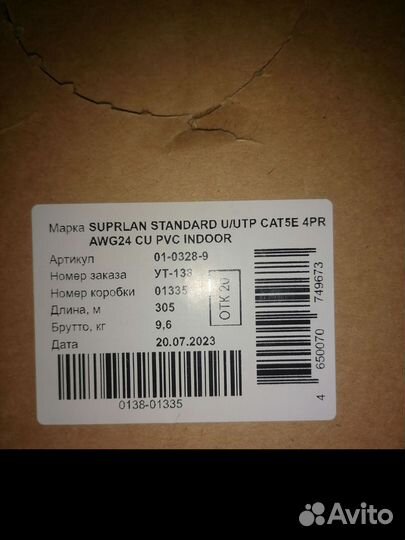 Марка SUPRLAN STANDARD U/UTP CAT5E 4PR
AWG24 CU PVC INDOOR
Артикул 01-0328-9
Номер заказа УТ-138
Номер коробки 01335
Длина, м 305
Брутто, кг 9,6
Дата 20.07.2023
ОТК 20
0138-01335
4 650070 749673
Avito